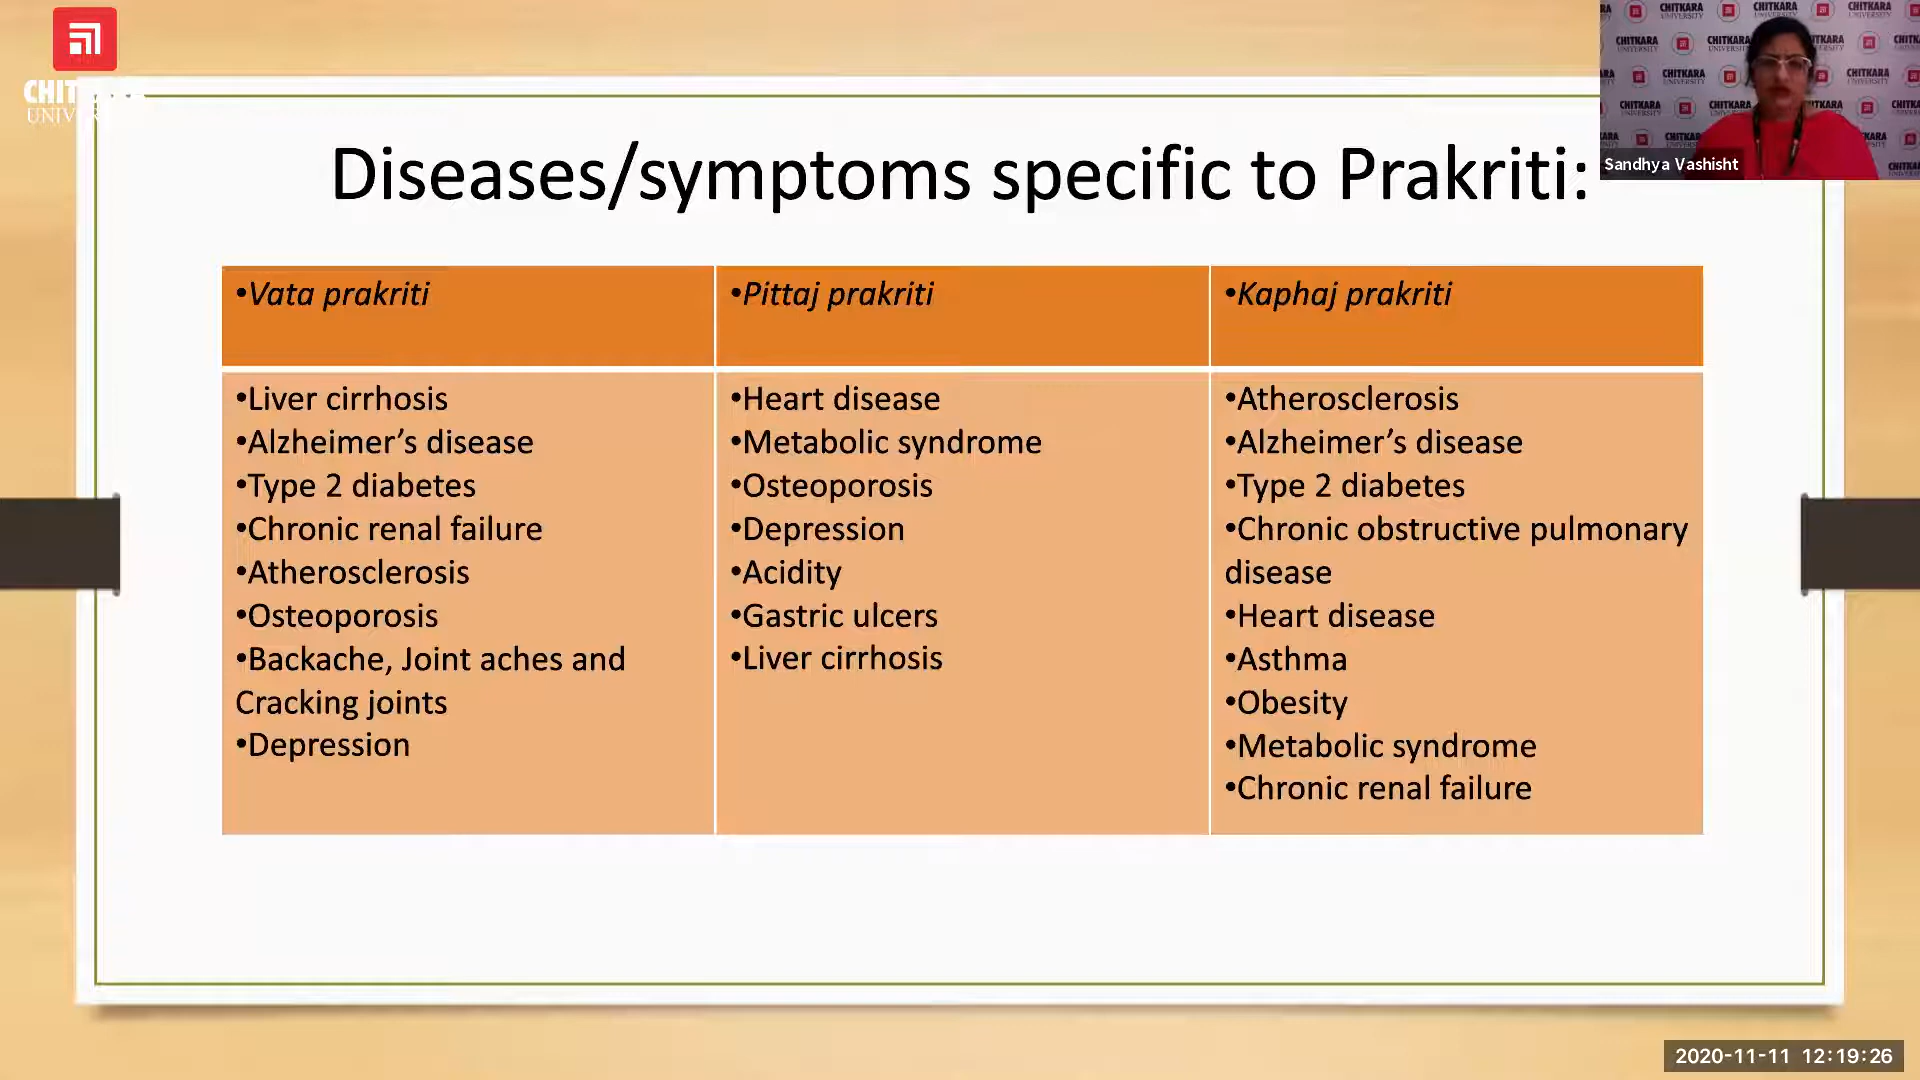 CHITKARA
UNIVERSITY
Sandhya Vashisht
Diseases/symptoms specific to Prakriti:
•Vata prakriti
•Pittaj prakriti
•Kaphaj prakriti
•Liver cirrhosis
•Alzheimer’s disease
•Type 2 diabetes
•Chronic renal failure
•Atherosclerosis
•Osteoporosis
•Backache, Joint aches and
Cracking joints
•Depression
•Heart disease
•Metabolic syndrome
•Osteoporosis
•Depression
•Acidity
•Gastric ulcers
•Liver cirrhosis
•Atherosclerosis
•Alzheimer’s disease
•Type 2 diabetes
•Chronic obstructive pulmonary
disease
•Heart disease
•Asthma
•Obesity
•Metabolic syndrome
•Chronic renal failure
2020-11-11 12:19:26